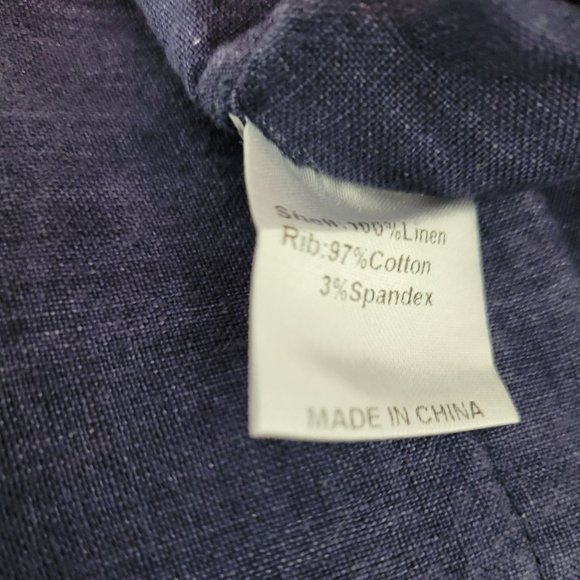 Shell:100%Linen
Rib:97%Cotton
3%Spandex
MADE IN CHINA